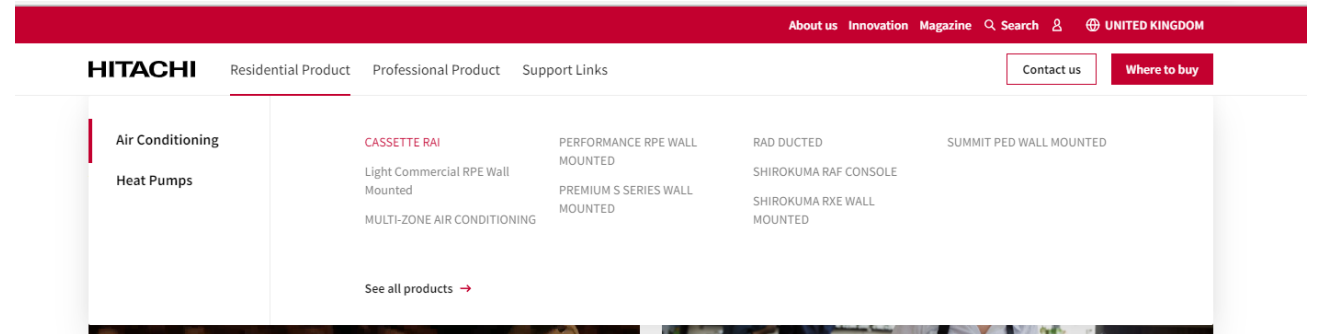 About us Innovation Magazine Search UNITED KINGDOM
HITACHI Residential Product Professional Product Support Links Contact us Where to buy
Air Conditioning
Heat Pumps
CASSETTE RAI
Light Commercial RPE Wall
Mounted
MULTI-ZONE AIR CONDITIONING
PERFORMANCE RPE WALL
MOUNTED
PREMIUM S SERIES WALL
MOUNTED
RAD DUCTED
SHIROKUMA RAF CONSOLE
SHIROKUMA RXE WALL
MOUNTED
SUMMIT PED WALL MOUNTED
See all products →